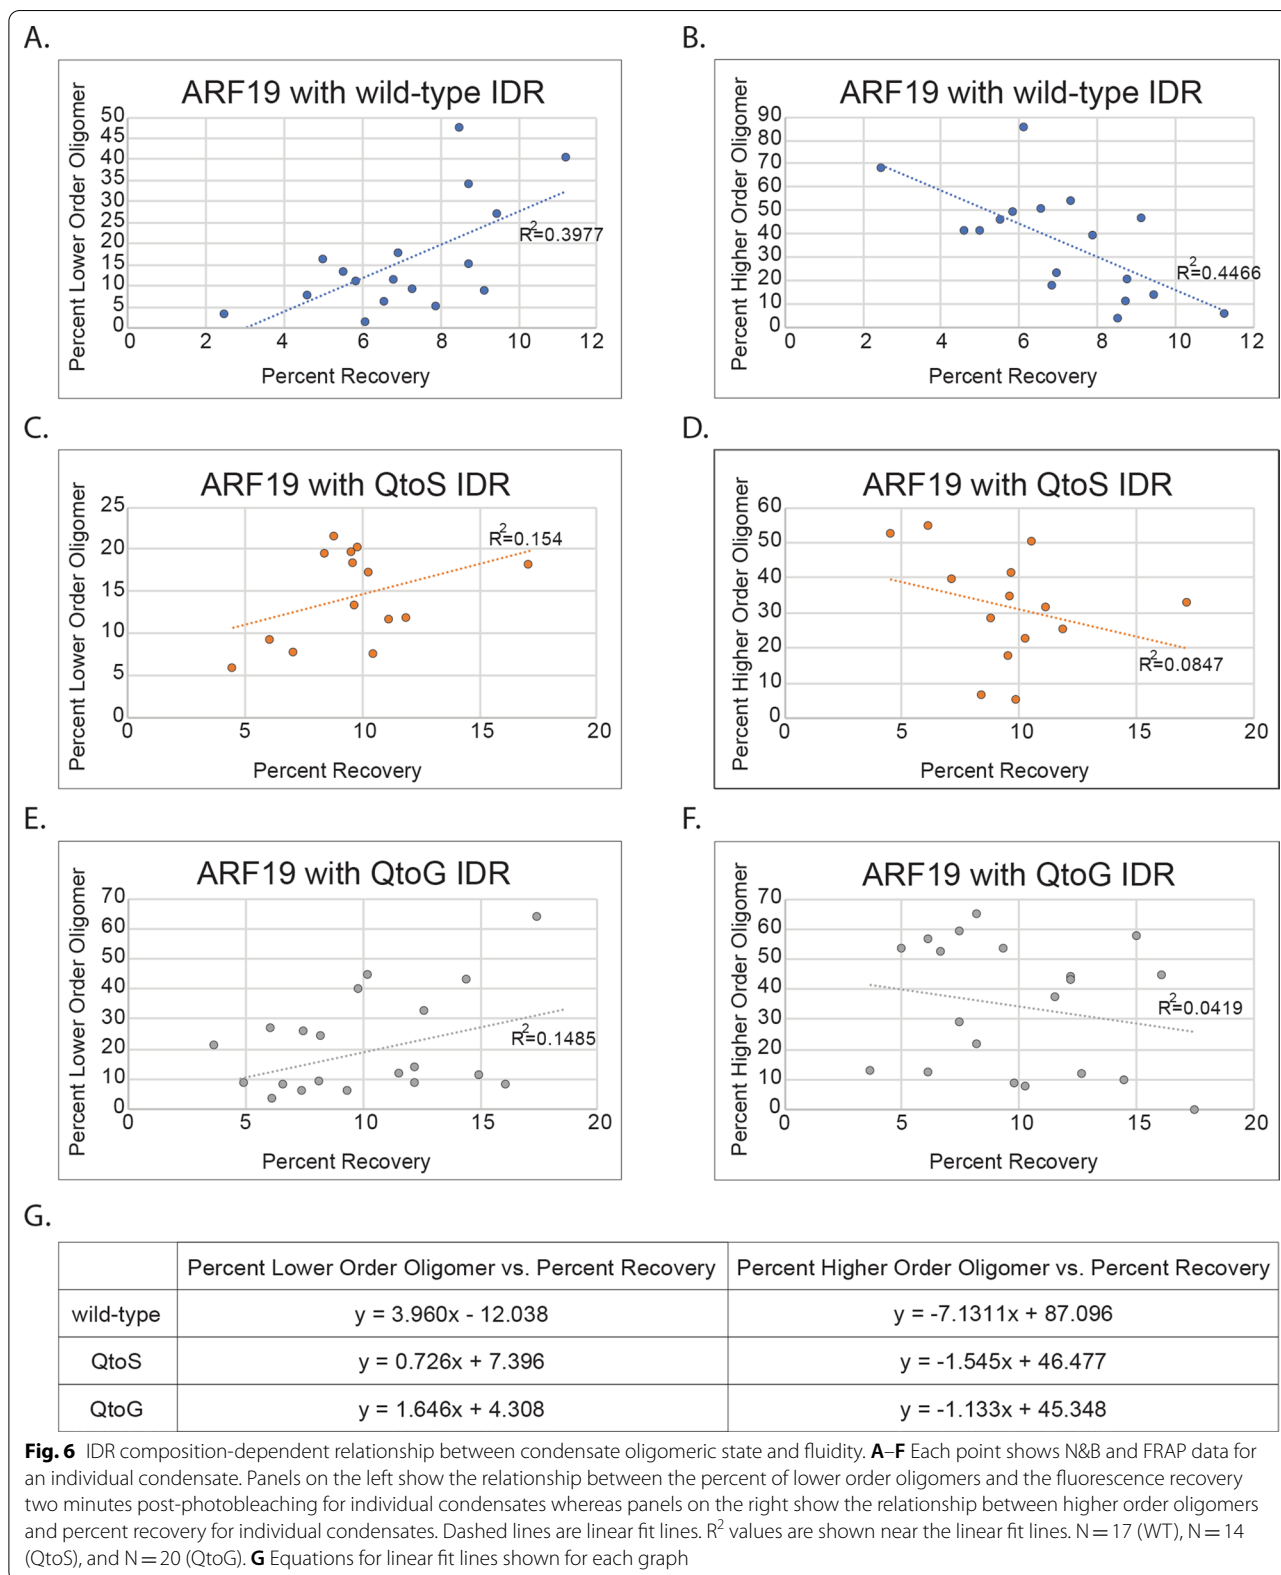 A.
ARF19 with wild-type IDR
Percent Lower Order Oligomer
50
45
40
35
30
25
20
15
10
5
0
R²=0.3977
0 2 4 6 8 10 12
Percent Recovery
B.
ARF19 with wild-type IDR
Percent Higher Order Oligomer
90
80
70
60
50
40
30
20
10
0
R²=0.4466
0 2 4 6 8 10 12
Percent Recovery
C.
ARF19 with QtoS IDR
Percent Lower Order Oligomer
25
20
15
10
5
0
R²=0.154
0 5 10 15 20
Percent Recovery
D.
ARF19 with QtoS IDR
Percent Higher Order Oligomer
60
50
40
30
20
10
0
R²=0.0847
0 5 10 15 20
Percent Recovery
E.
ARF19 with QtoG IDR
Percent Lower Order Oligomer
70
60
50
40
30
20
10
0
R²=0.1485
0 5 10 15 20
Percent Recovery
F.
ARF19 with QtoG IDR
Percent Higher Order Oligomer
70
60
50
40
30
20
10
0
R²=0.0419
0 5 10 15 20
Percent Recovery
G.
Percent Lower Order Oligomer vs. Percent Recovery Percent Higher Order Oligomer vs. Percent Recovery
wild-type y = 3.960x - 12.038 y = -7.1311x + 87.096
QtoS y = 0.726x + 7.396 y = -1.545x + 46.477
QtoG y = 1.646x + 4.308 y = -1.133x + 45.348
Fig. 6 IDR composition-dependent relationship between condensate oligomeric state and fluidity. A–F Each point shows N&B and FRAP data for
an individual condensate. Panels on the left show the relationship between the percent of lower order oligomers and the fluorescence recovery
two minutes post-photobleaching for individual condensates whereas panels on the right show the relationship between higher order oligomers
and percent recovery for individual condensates. Dashed lines are linear fit lines. R² values are shown near the linear fit lines. N = 17 (WT), N = 14
(QtoS), and N = 20 (QtoG). G Equations for linear fit lines shown for each graph